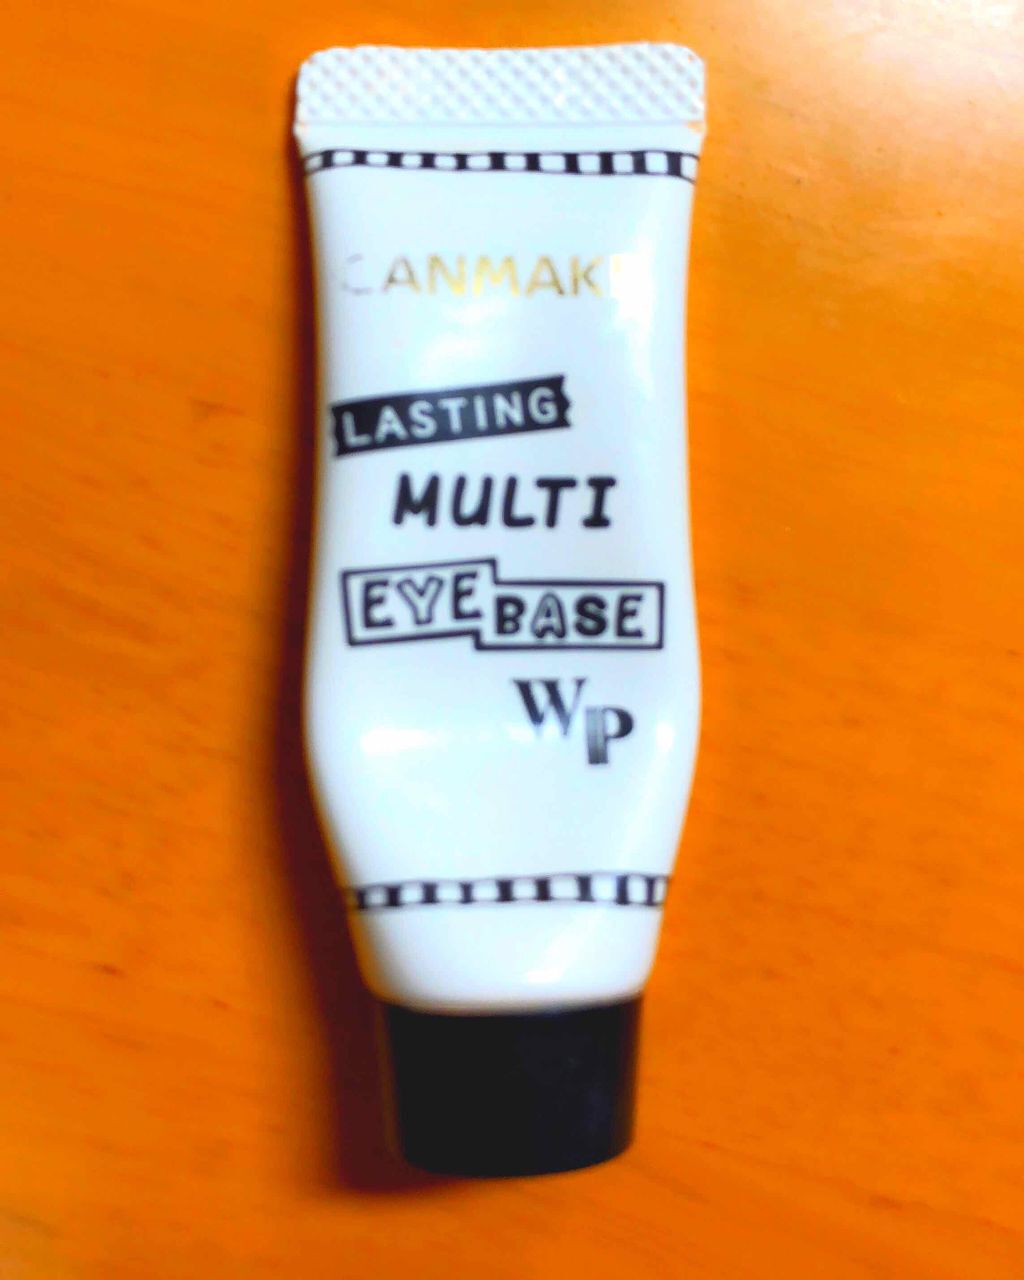 CANMAKE
LASTING
MULTI
EYE BASE
WP